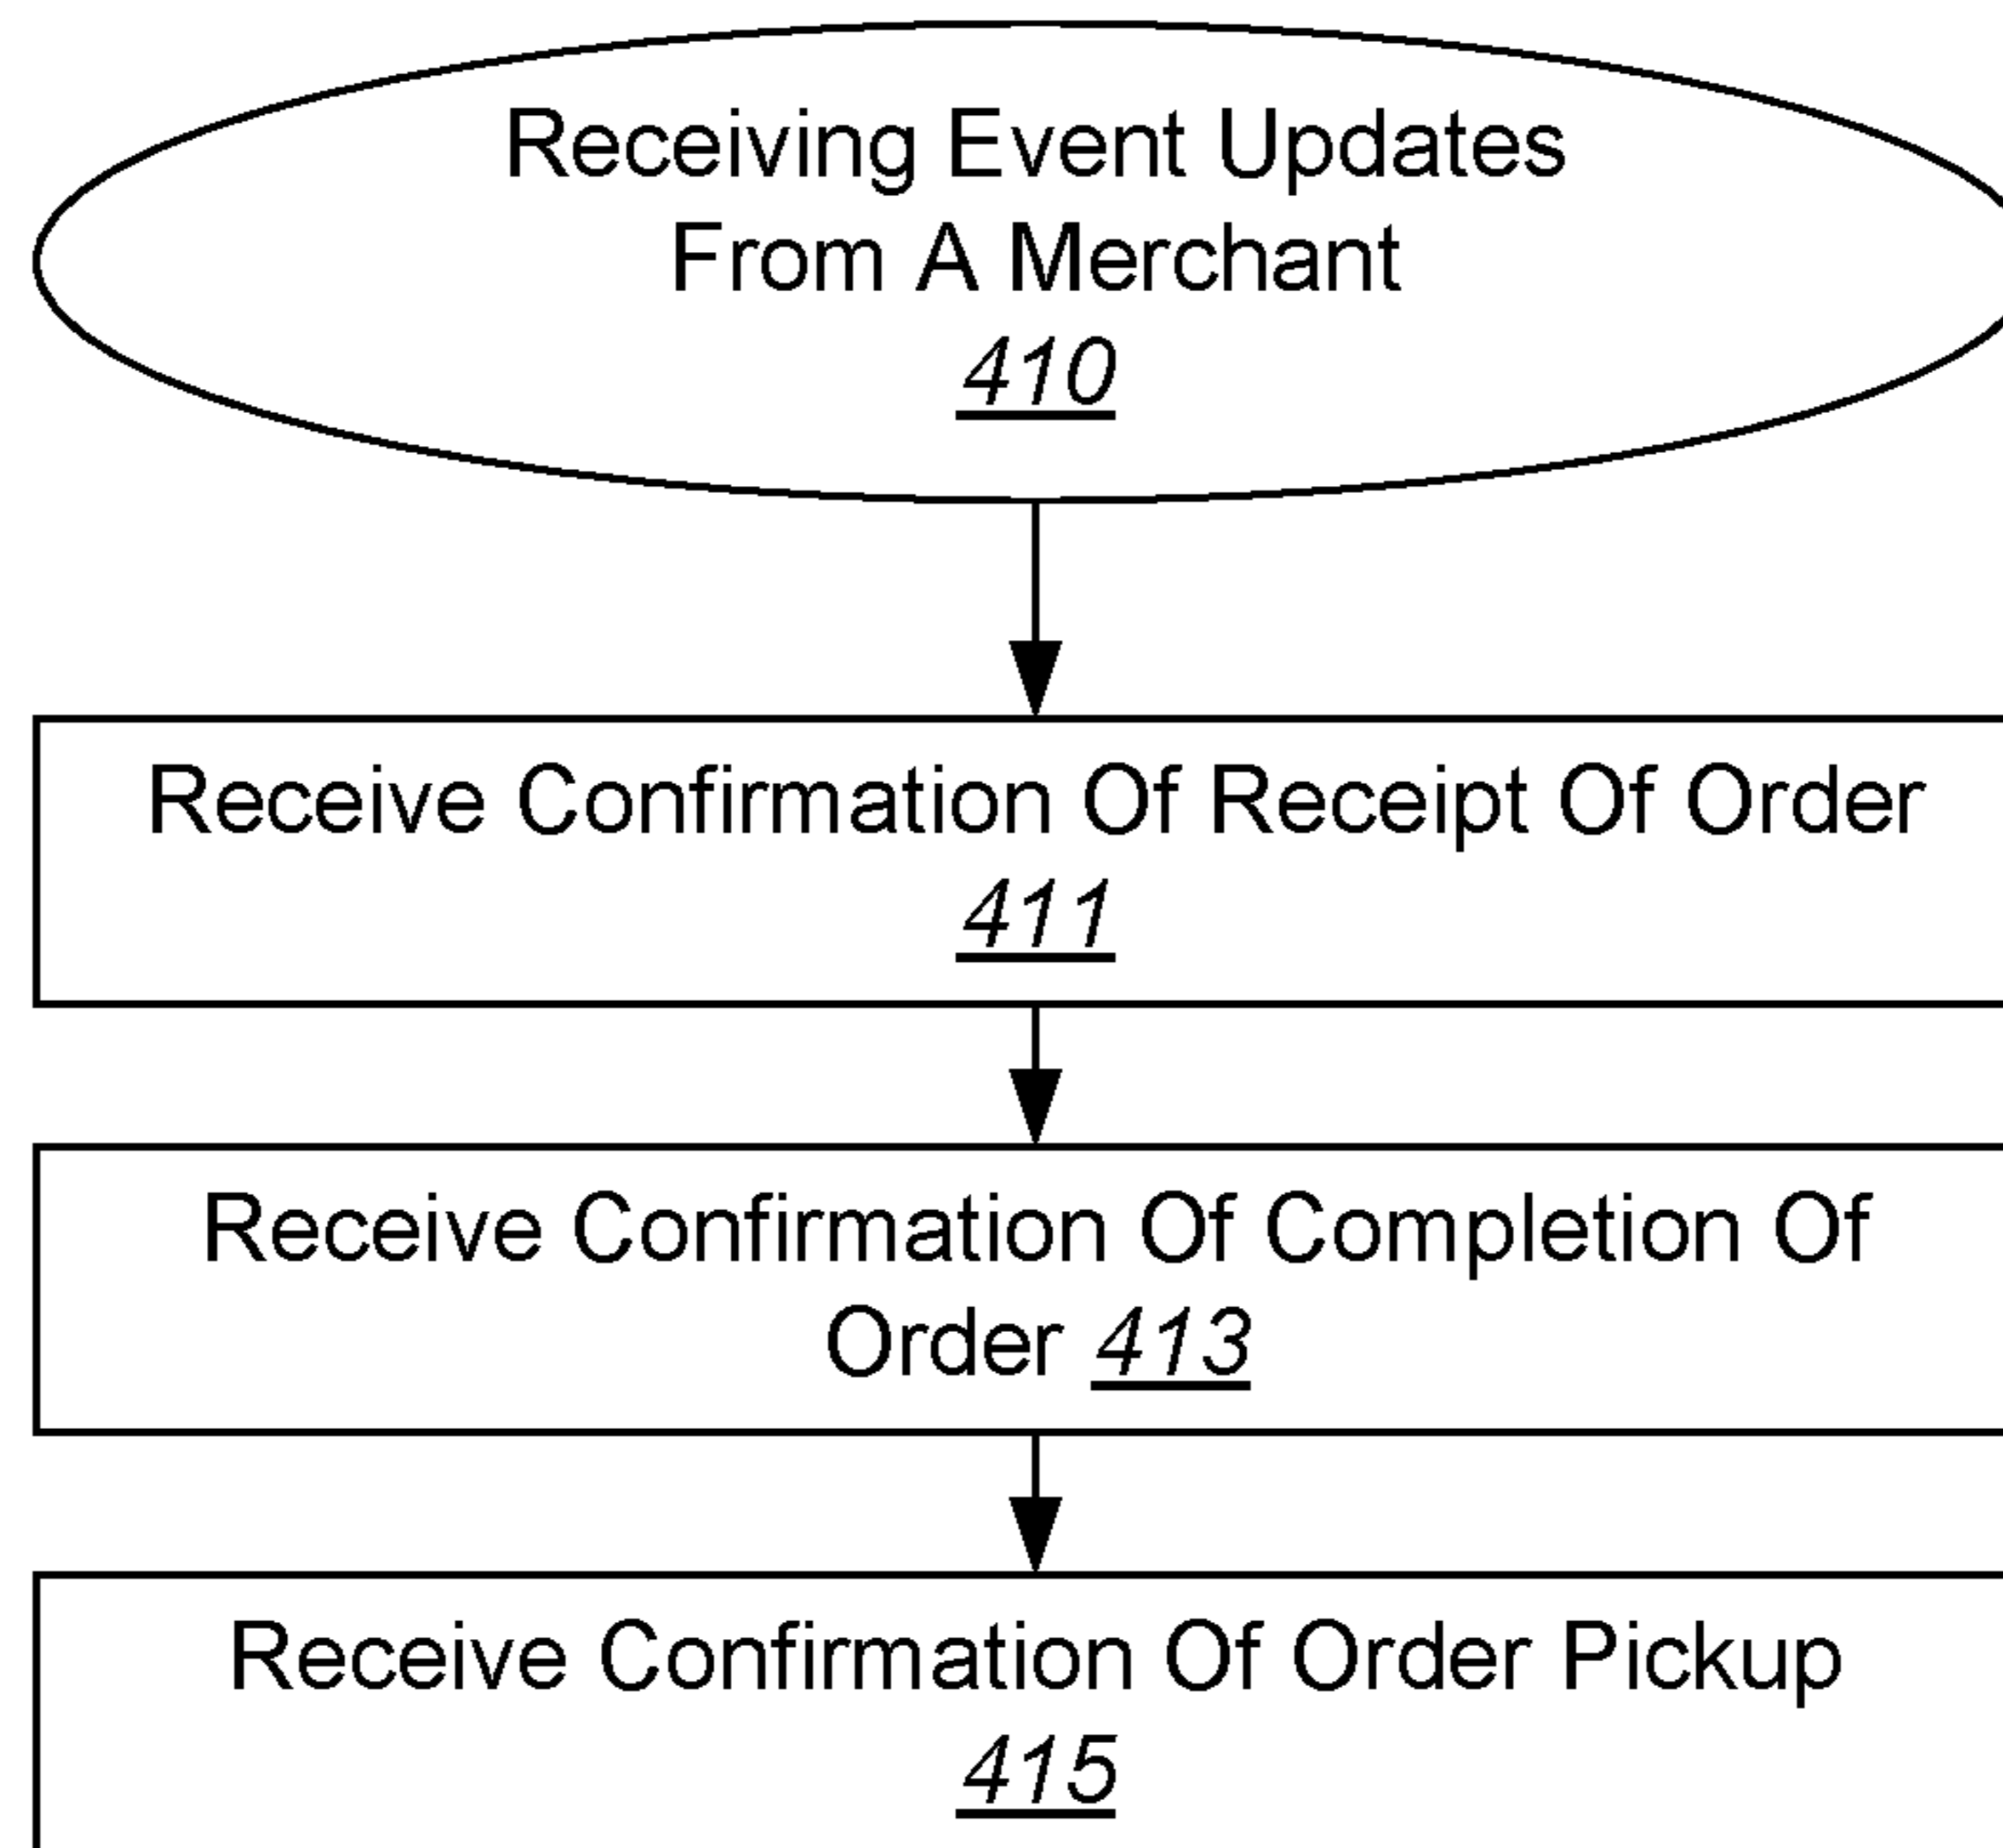 Receiving Event Updates
From A Merchant
410
Receive Confirmation Of Receipt Of Order
411
Receive Confirmation Of Completion Of
Order 413
Receive Confirmation Of Order Pickup
415